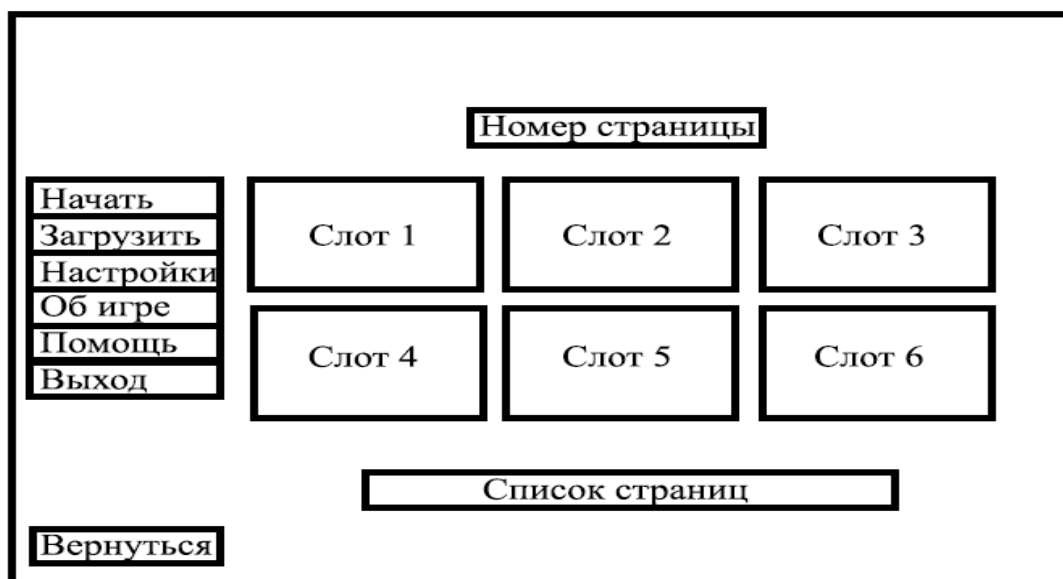 Номер страницы
Начать
Загрузить
Настройки
Об игре
Помощь
Выход
Слот 1
Слот 2
Слот 3
Слот 4
Слот 5
Слот 6
Список страниц
Вернуться